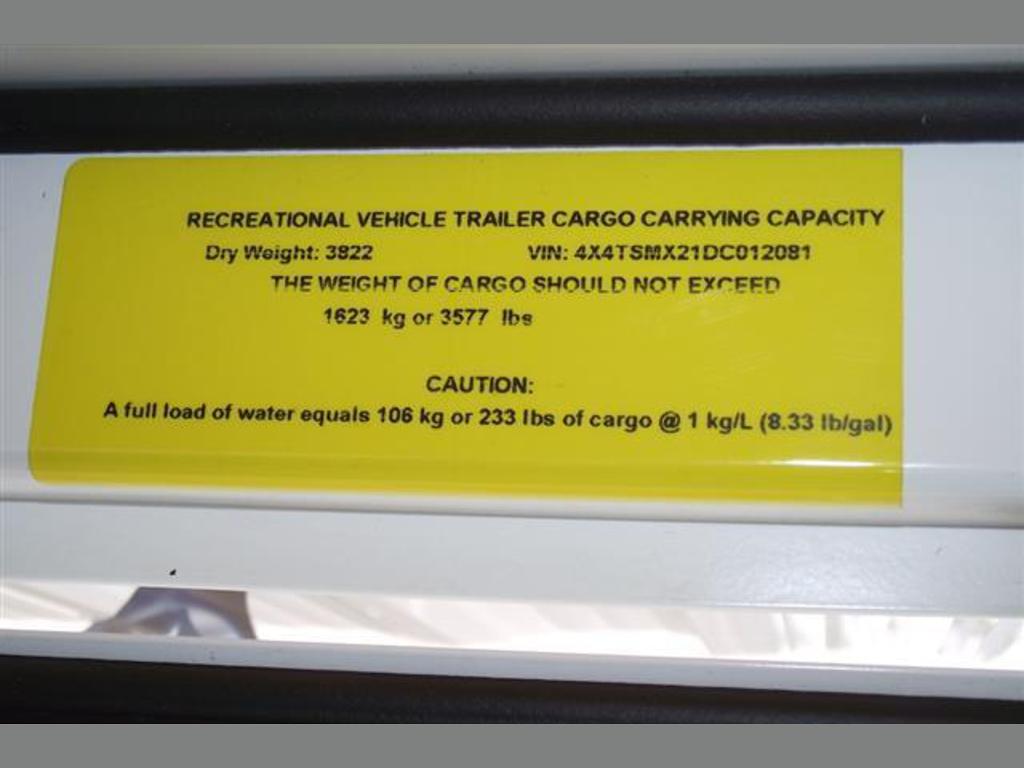 RECREATIONAL VEHICLE TRAILER CARGO CARRYING CAPACITY
Dry Weight: 3822 VIN: 4X4TSMX21DC012081
THE WEIGHT OF CARGO SHOULD NOT EXCEED
1623 kg or 3577 lbs
CAUTION:
A full load of water equals 106 kg or 233 lbs of cargo @ 1 kg/L (8.33 lb/gal)